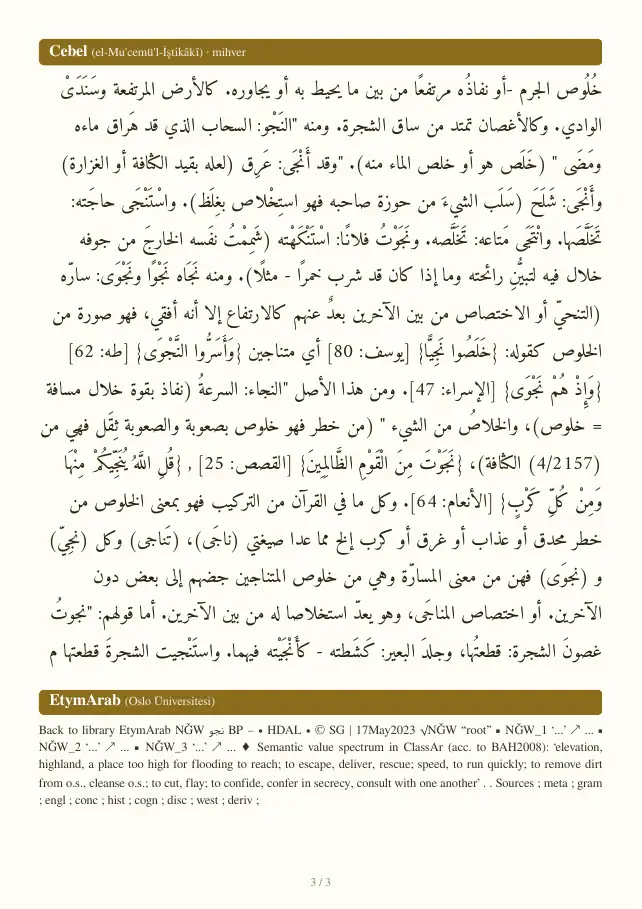 Cebel (el-Mu'cemü'l-İştikâkî) · mihver
خُلُوص الجرم -أو نفاذُه مرتفعًا من بين ما يحيط به أو يجاوره. كالأرض المرتفعة وسَنَدَىْ
الوادي. وكالأغصان تمتد من ساق الشجرة. ومنه "النَجْو: السحاب الذي قد هَراق ماءه
ومَضَى " (خَلَص هو أو خلص الماء منه). "وقد أَنْجَى: عَرِق (لعله بقيد الكثافة أو الغزارة)
وأَنْجَى: شَلَحَ (سَلَب الشيءَ من حوزة صاحبه فهو استِخْلاص بغِلَظ). واسْتَنْجَى حاجَته:
تَخَلَّصَها. وانْتَجَى مَتاعه: تَخَلَّصه. ونَجَوْتُ فلانًا: اسْتَنْكَهْته (شَمِمْتُ نفَسه الخارجَ من جوفه
خلال فيه لتبيُّنِ رائحته وما إذا كان قد شرب خمرًا - مثلًا). ومنه نَجَاه نَجْوًا ونَجْوَى: سارّه
(التنحيّ أو الاختصاص من بين الآخرين بعدٌ عنهم كالارتفاع إلا أنه أفقي، فهو صورة من
الخلوص كقوله: {خَلَصُوا نَجِيًّا} [يوسف: 80] أي متناجين {وَأَسَرُّوا النَّجْوَى} [طه: 62]
{وَإِذْ هُمْ نَجْوَى} [الإسراء: 47]. ومن هذا الأصل "النجاء: السرعةُ (نفاذ بقوة خلال مسافة
= خلوص)، والخلاصُ من الشيء " (من خطر فهو خلوص بصعوبة والصعوبة ثِقَل فهي من
(4/2157) الكثافة)، {نَجَوْتَ مِنَ الْقَوْمِ الظَّالِمِينَ} [القصص: 25] , {قُلِ اللَّهُ يُنَجِّيكُمْ مِنْهَا
وَمِنْ كُلِّ كَرْبٍ} [الأنعام: 64]. وكل ما في القرآن من التركيب فهو بمعنى الخلوص من
خطر محدق أو عذاب أو غرق أو كرب إلخ مما عدا صيغتي (ناجَى)، (تَناجى) وكل (نجِيّ)
و (نجوَى) فهن من معنى المسارّة وهي من خلوص المتناجين جضهم إلى بعض دون
الآخرين. أو اختصاص المناجَى، وهو يعدّ استخلاصا له من بين الآخرين. أما قولهم: "نجوتُ
غصونَ الشجرة: قطعتُها، وجلدَ البعير: كَشَطته - كأَنْجَيْته فيهما. واستَنْجيت الشجرةَ قطعتها م
EtymArab (Oslo Üniversitesi)
Back to library EtymArab NǦW نجو BP – • HDAL • © SG | 17May2023 √NǦW “root” ▪ NǦW_1 ‘...’ ↗ ... ▪
NǦW_2 ‘...’ ↗ ... ▪ NǦW_3 ‘...’ ↗ ... ♦ Semantic value spectrum in ClassAr (acc. to BAH2008): ‘elevation,
highland, a place too high for flooding to reach; to escape, deliver, rescue; speed, to run quickly; to remove dirt
from o.s., cleanse o.s.; to cut, flay; to confide, confer in secrecy, consult with one another’ . . Sources ; meta ; gram
; engl ; conc ; hist ; cogn ; disc ; west ; deriv ;
3 / 3